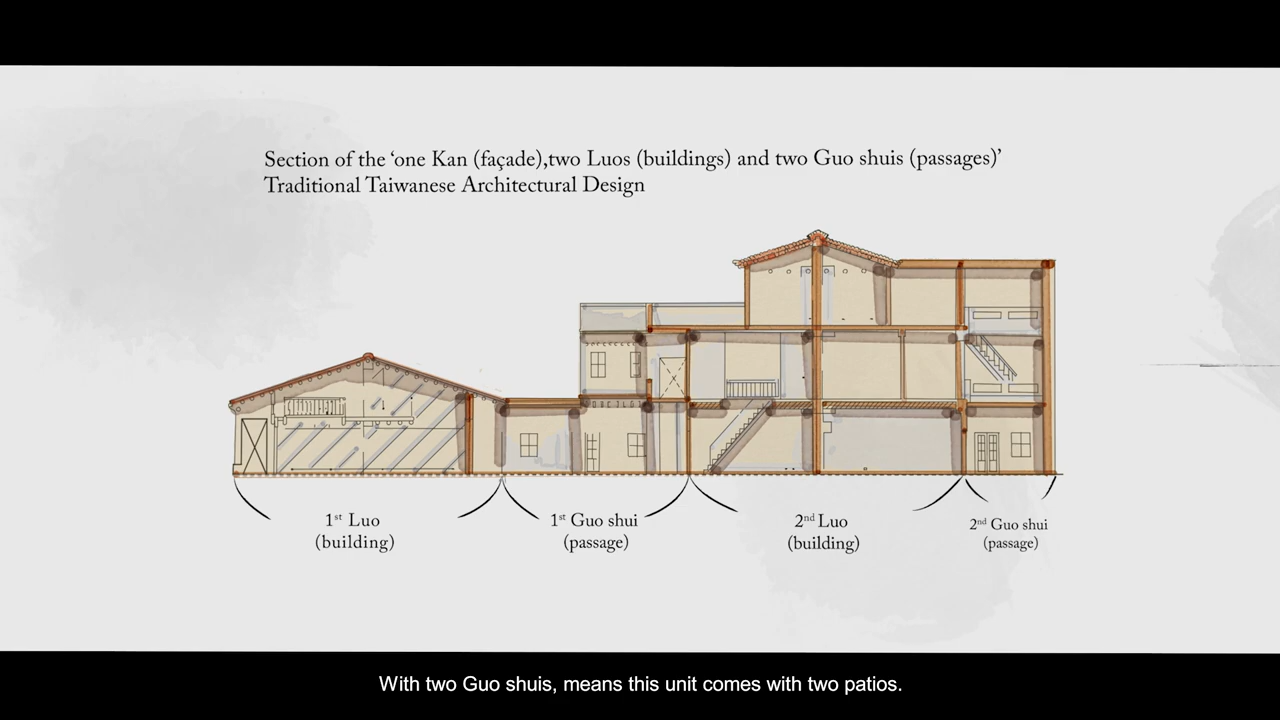 Section of the ‘one Kan (façade),two Luos (buildings) and two Guo shuis (passages)’
Traditional Taiwanese Architectural Design
1st Luo
(building)
1st Guo shui
(passage)
2nd Luo
(building)
2nd Guo shui
(passage)
With two Guo shuis, means this unit comes with two patios.